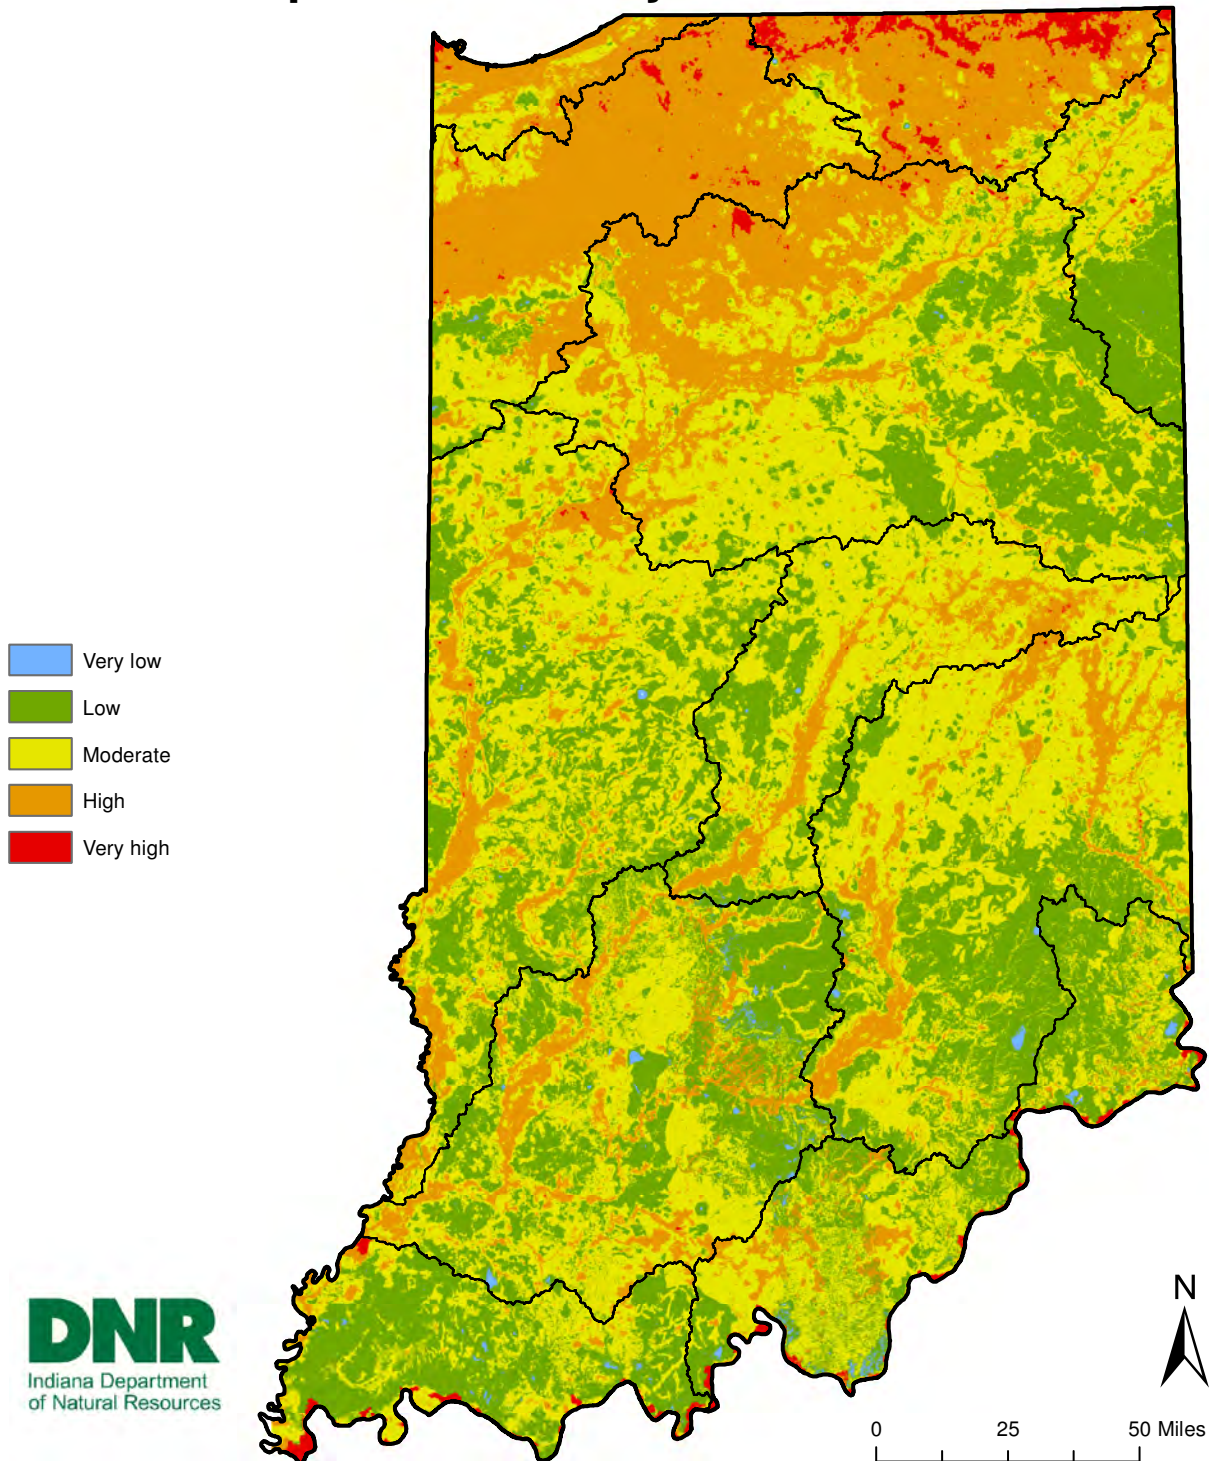 Very low
Low
Moderate
High
Very high
DNR
Indiana Department
of Natural Resources
N
0 25 50 Miles